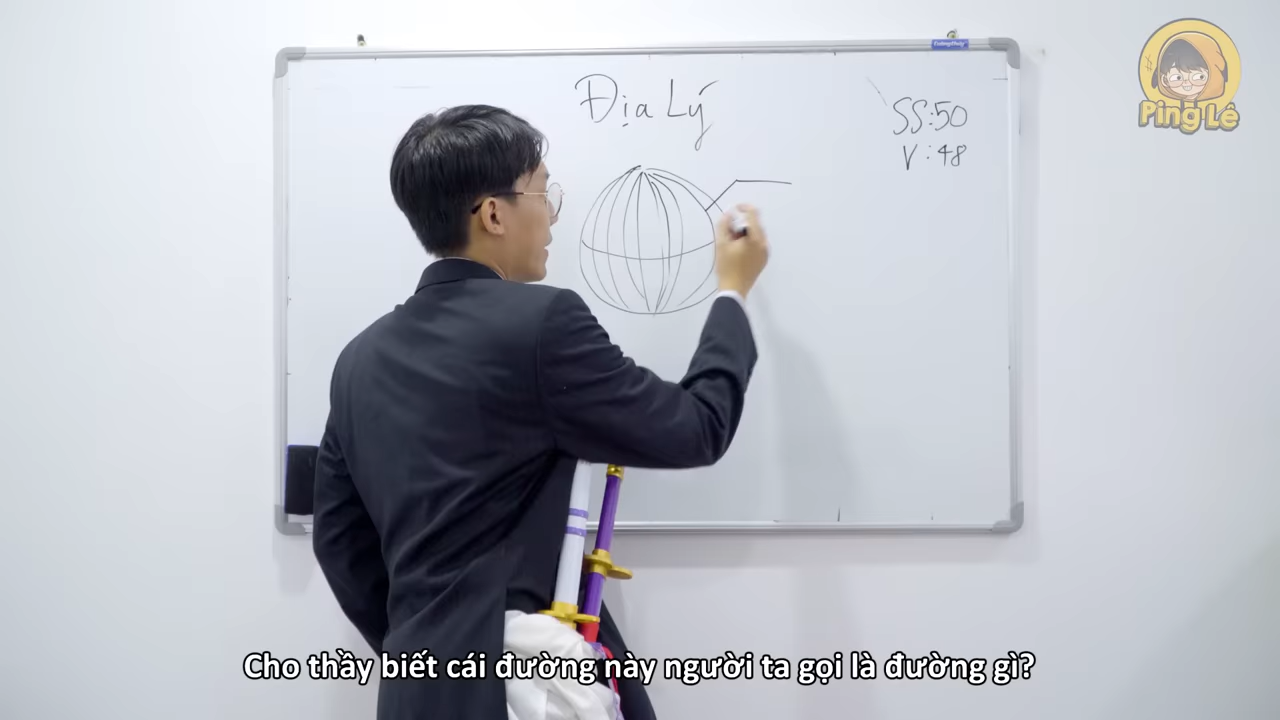 Địa Lý
SS:50
V:48
Ping Lê
Cho thầy biết cái đường này người ta gọi là đường gì?